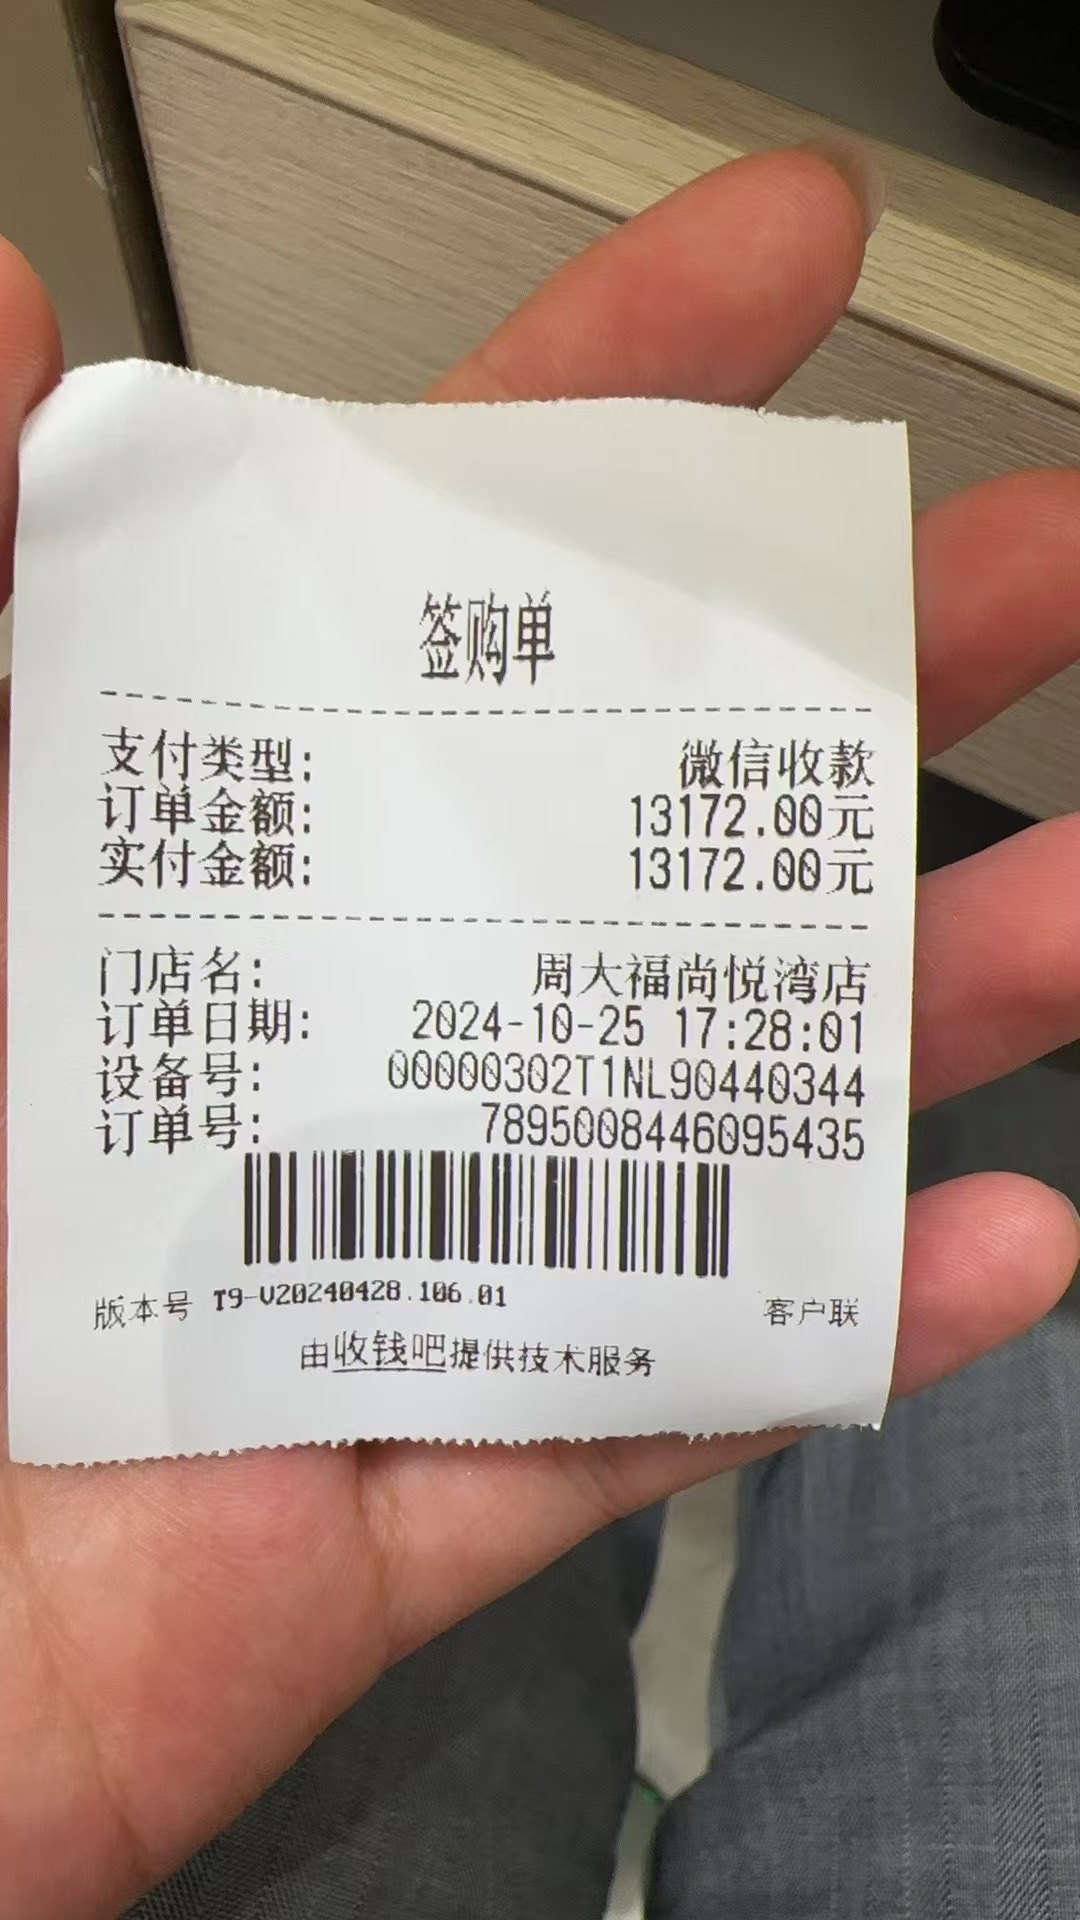 签购单
支付类型: 微信收款
订单金额: 13172.00元
实付金额: 13172.00元
门店名: 周大福尚悦湾店
订单日期: 2024-10-25 17:28:01
设备号: 00000302T1NL90440344
订单号: 7895008446095435
版本号 T9-V20240428.106.01 客户联
由收钱吧提供技术服务